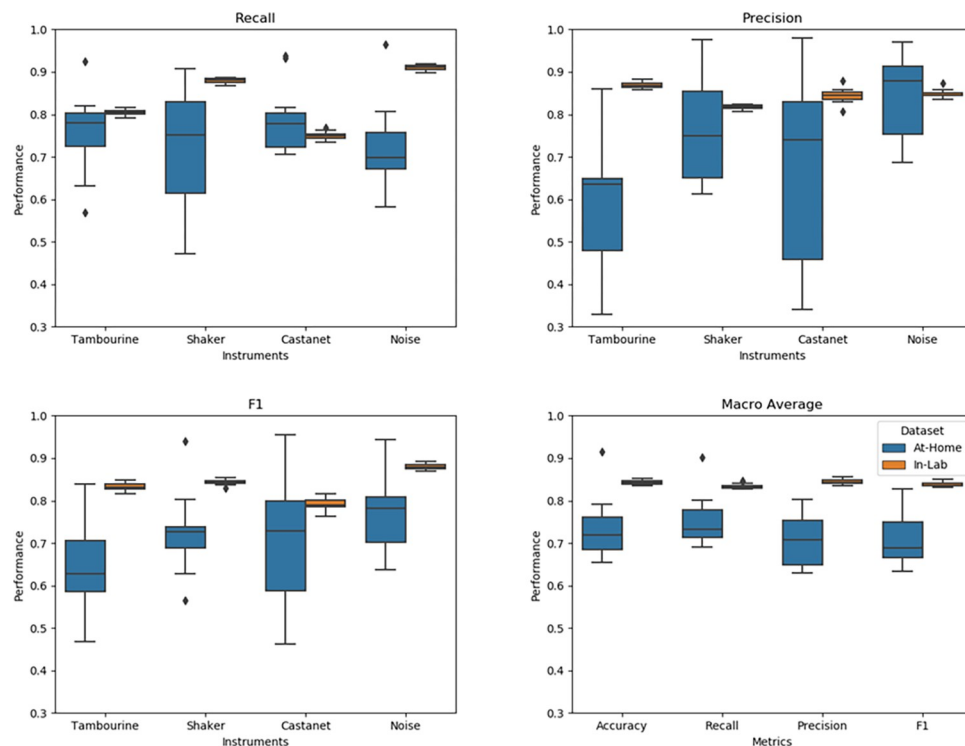 Recall
1.0
0.9
0.8
0.7
0.6
0.5
0.4
0.3
Performance
Tambourine Shaker Castanet Noise
Instruments
Precision
1.0
0.9
0.8
0.7
0.6
0.5
0.4
0.3
Performance
Tambourine Shaker Castanet Noise
Instruments
F1
1.0
0.9
0.8
0.7
0.6
0.5
0.4
0.3
Performance
Tambourine Shaker Castanet Noise
Instruments
Macro Average
1.0
0.9
0.8
0.7
0.6
0.5
0.4
0.3
Performance
Dataset
At-Home
In-Lab
Accuracy Recall Precision F1
Metrics